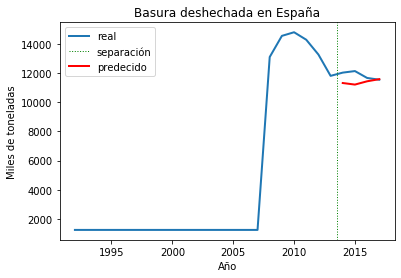 Basura deshechada en España
real
separación
predecido
Miles de toneladas
14000
12000
10000
8000
6000
4000
2000
1995
2000
2005
2010
2015
Año